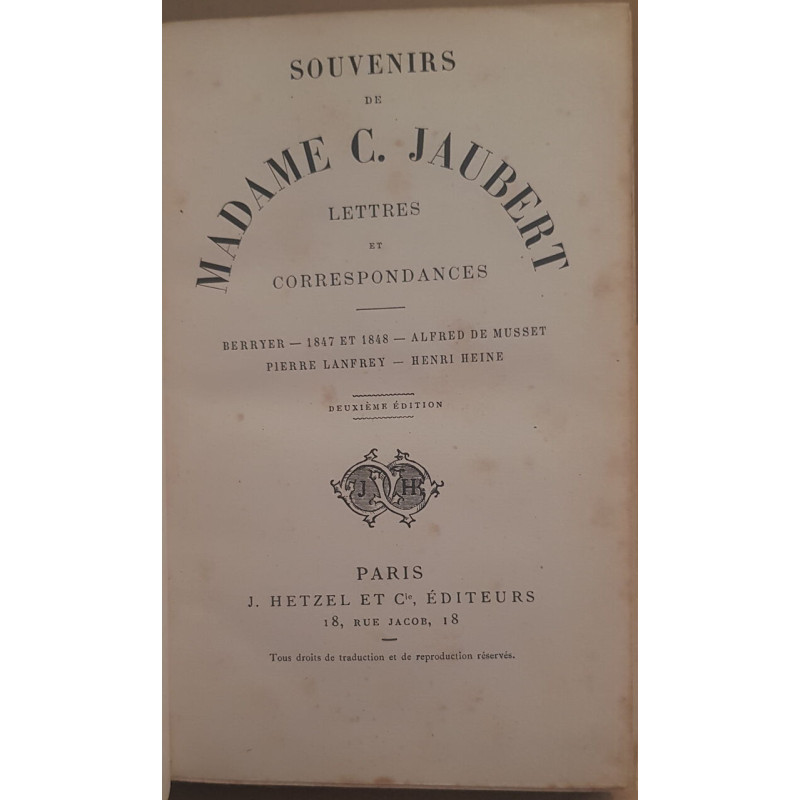 SOUVENIRS
DE
MADAME C. JAUBERT
LETTRES
ET
CORRESPONDANCES
BERRYER — 1847 ET 1848 — ALFRED DE MUSSET
PIERRE LANFREY — HENRI HEINE
DEUXIÈME ÉDITION
J H
PARIS
J. HETZEL ET Cie, ÉDITEURS
18, RUE JACOB, 18
Tous droits de traduction et de reproduction réservés.